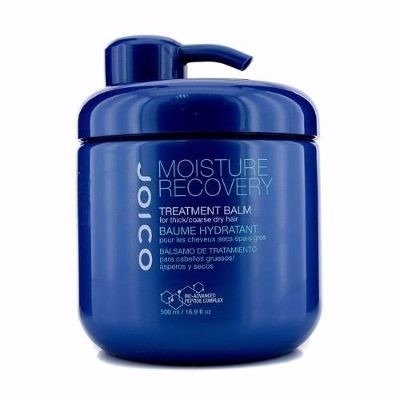 JOICO
MOISTURE
RECOVERY
TREATMENT BALM
for thick/coarse dry hair
BAUME HYDRATANT
pour les cheveux secs épais/gros
BÁLSAMO DE TRATAMIENTO
para cabellos gruesos/
ásperos y secos
BIO-ADVANCED
PEPTIDE COMPLEX
500 ml / 16.9 fl oz